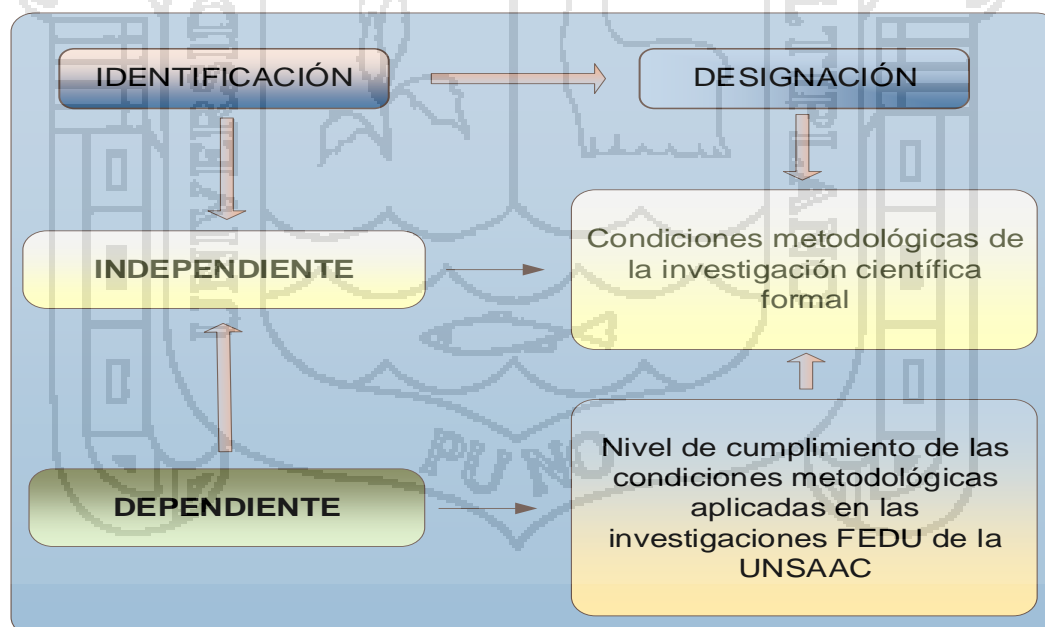 IDENTIFICACIÓN
DESIGNACIÓN
INDEPENDIENTE
Condiciones metodológicas de
la investigación científica
formal
DEPENDIENTE
Nivel de cumplimiento de las
condiciones metodológicas
aplicadas en las
investigaciones FEDU de la
UNSAAC
PUNO